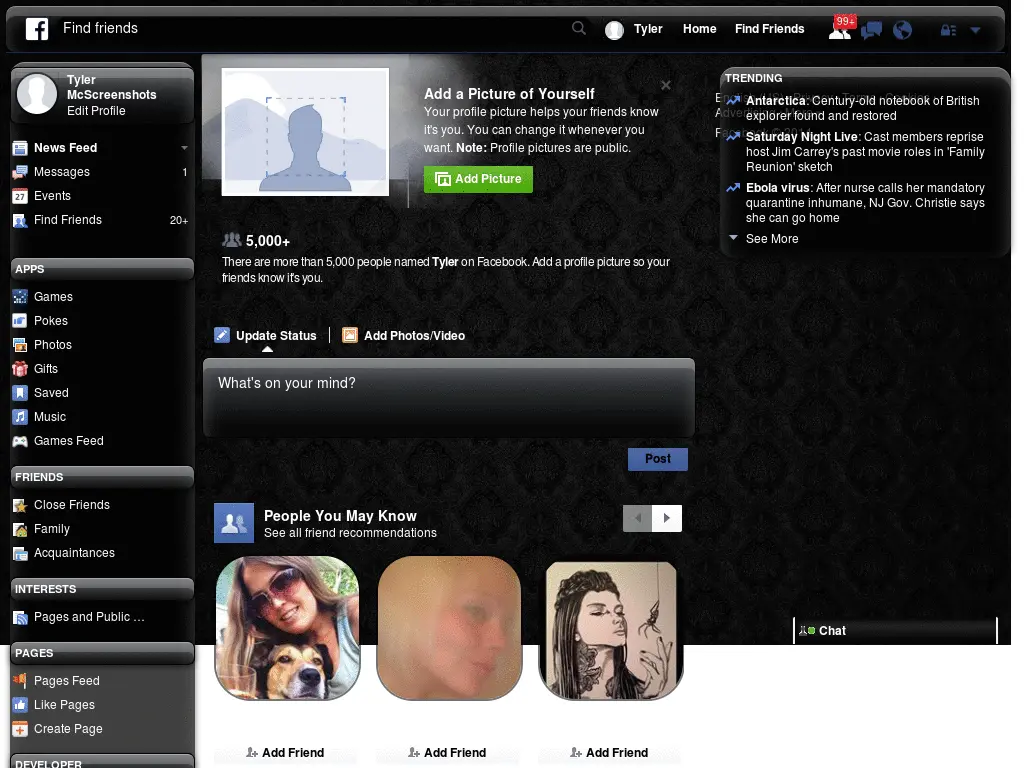 Find friends
Tyler
Home
Find Friends
99+
Tyler
McScreenshots
Edit Profile
News Feed
Messages
1
27
Events
Find Friends
20+
APPS
Games
Pokes
Photos
Gifts
Saved
Music
Games Feed
FRIENDS
Close Friends
Family
Acquaintances
INTERESTS
Pages and Public …
PAGES
Pages Feed
Like Pages
Create Page
DEVELOPER
Add a Picture of Yourself
Your profile picture helps your friends know
it's you. You can change it whenever you
want. Note: Profile pictures are public.
Add Picture
5,000+
There are more than 5,000 people named Tyler on Facebook. Add a profile picture so your
friends know it's you.
Update Status
Add Photos/Video
What's on your mind?
Post
People You May Know
See all friend recommendations
Add Friend
Add Friend
Add Friend
TRENDING
Antarctica: Century-old notebook of British
explorer found and restored
Saturday Night Live: Cast members reprise
host Jim Carrey's past movie roles in 'Family
Reunion' sketch
Ebola virus: After nurse calls her mandatory
quarantine inhumane, NJ Gov. Christie says
she can go home
See More
Chat